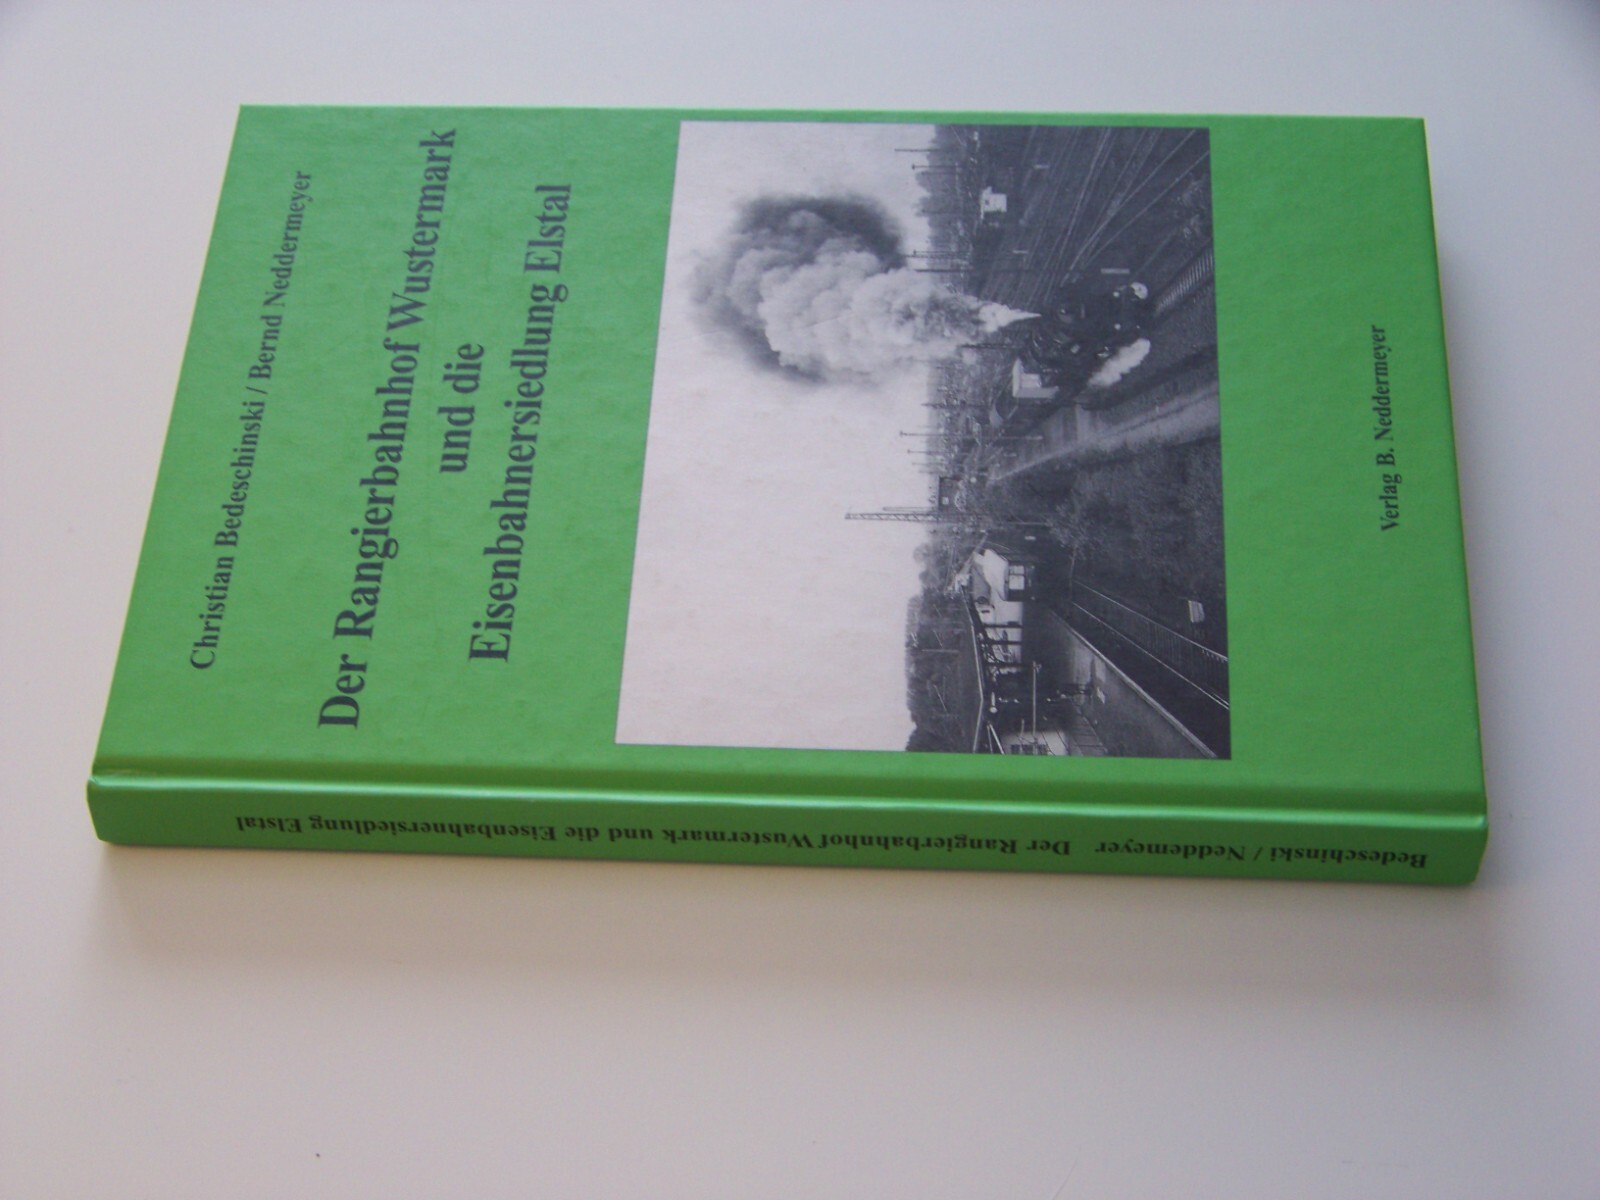 Christian Bedeschinski / Bernd Neddermeyer
Der Rangierbahnhof Wustermark
und die
Eisenbahnersiedlung Elstal
Verlag B. Neddermeyer
Bedeschinski / Neddemeyer Der Rangierbahnhof Wustermark und die Eisenbahnersiedlung Elstal